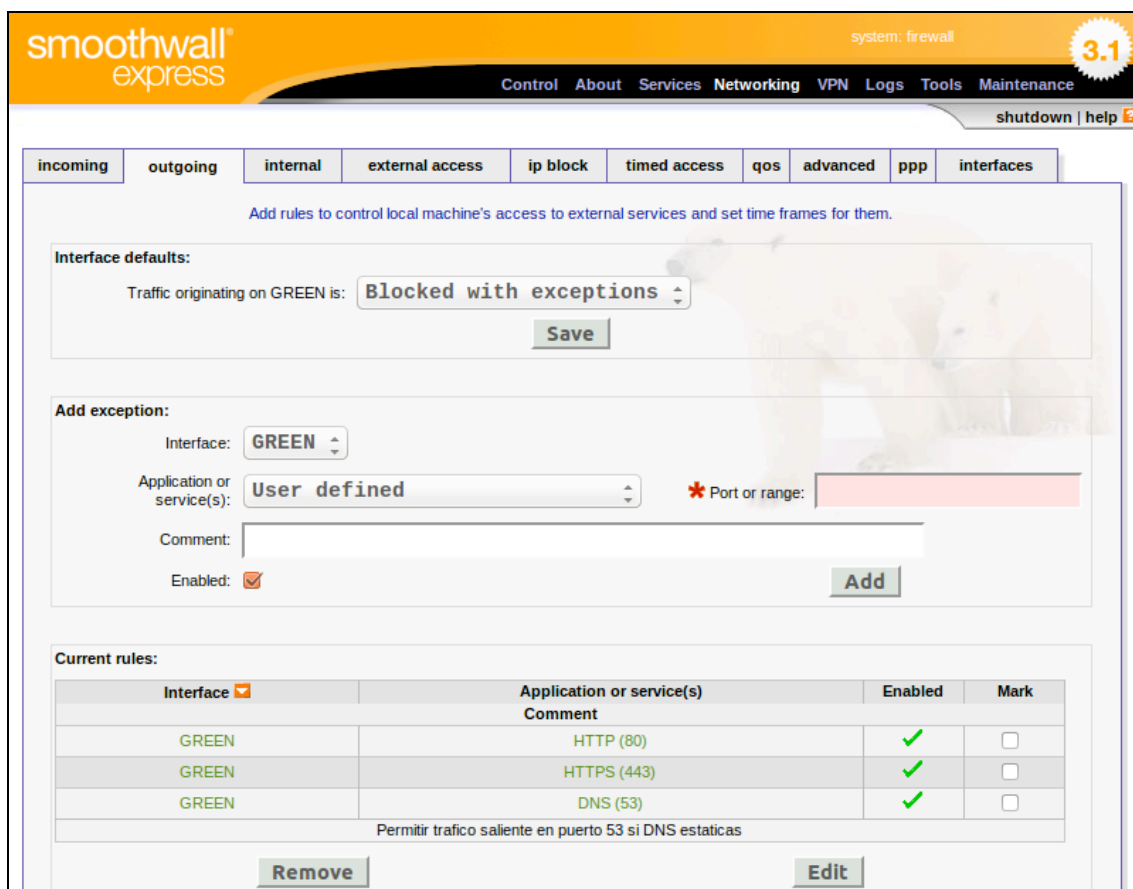 smoothwall®
express
system: firewall
3.1
Control About Services Networking VPN Logs Tools Maintenance
shutdown | help ?
incoming outgoing internal external access ip block timed access qos advanced ppp interfaces
Add rules to control local machine's access to external services and set time frames for them.
Interface defaults:
Traffic originating on GREEN is: Blocked with exceptions
Save
Add exception:
Interface: GREEN
Application or
service(s): User defined * Port or range:
Comment:
Enabled:
Add
Current rules:
Interface Application or service(s) Enabled Mark
Comment
GREEN HTTP (80)
GREEN HTTPS (443)
GREEN DNS (53)
Permitir trafico saliente en puerto 53 si DNS estaticas
Remove Edit